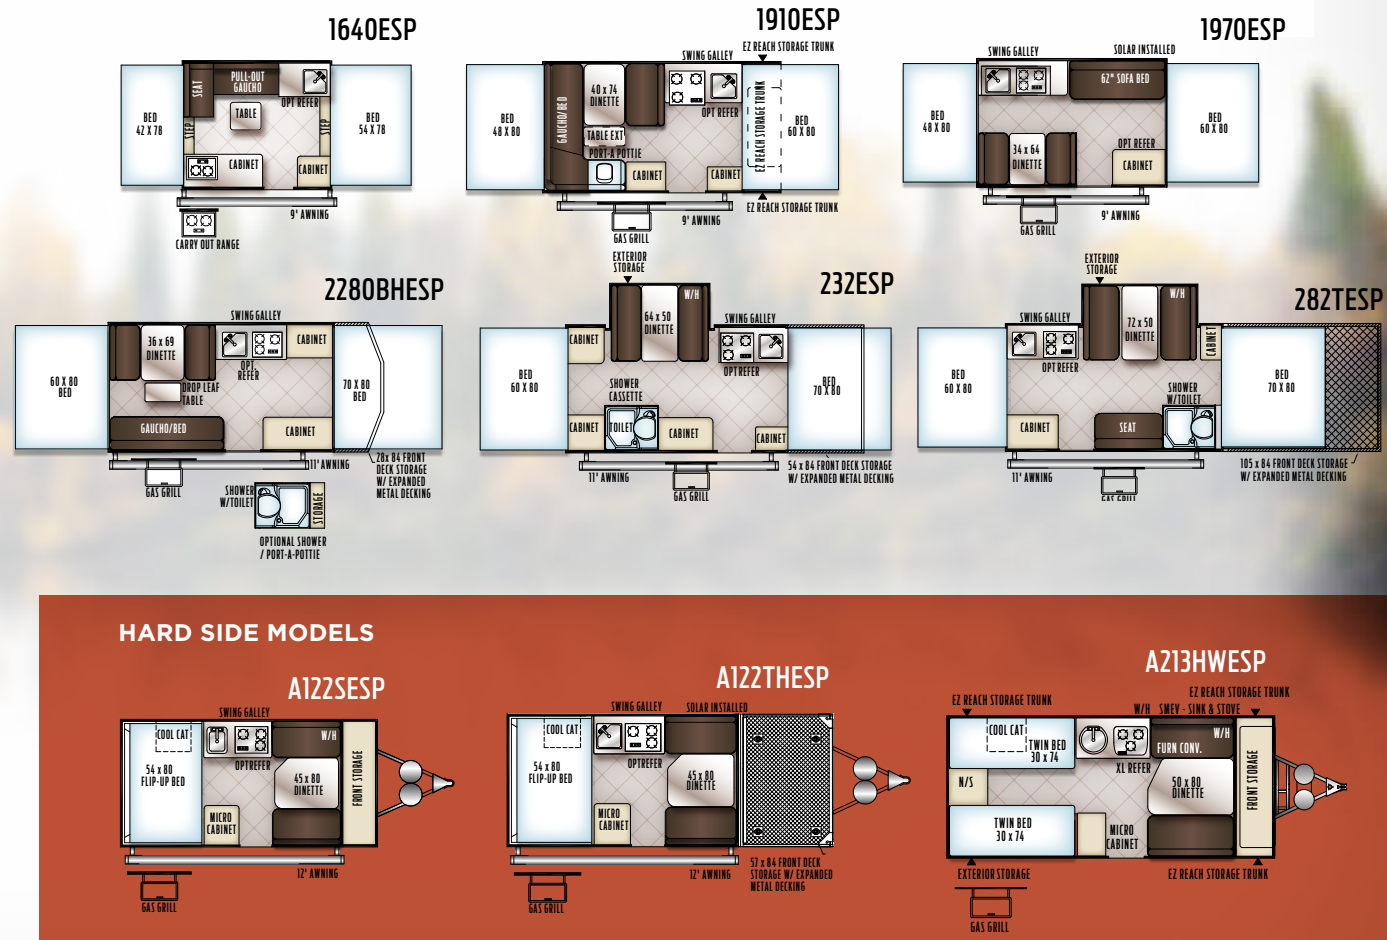 1640ESP
SEAT
PULL-OUT
GAUCHO
OPT REFER
TABLE
BED
42 X 78
STEP
STEP
BED
54 X 78
CABINET
CABINET
9' AWNING
CARRY OUT RANGE
1910ESP
SWING GALLEY
EZ REACH STORAGE TRUNK
BED
48 X 80
GAUCHO/BED
40 x 74
DINETTE
TABLE EXT
PORT-A POTTIE
OPT REFER
EZ REACH STORAGE TRUNK
BED
60 X 80
CABINET
CABINET
EZ REACH STORAGE TRUNK
9' AWNING
GAS GRILL
1970ESP
SWING GALLEY
SOLAR INSTALLED
62" SOFA BED
BED
48 X 80
BED
60 X 80
34 x 64
DINETTE
OPT REFER
CABINET
9' AWNING
GAS GRILL
2280BHESP
SWING GALLEY
36 x 69
DINETTE
CABINET
OPT.
REFER
60 X 80
BED
DROP LEAF
TABLE
70 X 80
BED
GAUCHO/BED
CABINET
11' AWNING
28x 84 FRONT
DECK STORAGE
W/ EXPANDED
METAL DECKING
GAS GRILL
SHOWER
W/TOILET
STORAGE
OPTIONAL SHOWER
/ PORT-A-POTTIE
232ESP
EXTERIOR
STORAGE
W/H
64 x 50
DINETTE
SWING GALLEY
CABINET
OPT REFER
BED
60 X 80
SHOWER
CASSETTE
BED
70 X 80
CABINET
TOILET
CABINET
CABINET
11' AWNING
54 x 84 FRONT DECK STORAGE
W/ EXPANDED METAL DECKING
GAS GRILL
282TESP
EXTERIOR
STORAGE
W/H
72 x 50
DINETTE
SWING GALLEY
CABINET
OPT REFER
BED
60 X 80
SHOWER
W/TOILET
BED
70 X 80
CABINET
SEAT
11' AWNING
105 x 84 FRONT DECK STORAGE
W/ EXPANDED METAL DECKING
GAS GRILL
HARD SIDE MODELS
A122SESP
SWING GALLEY
COOL CAT
W/H
OPTREFER
54 x 80
FLIP-UP BED
45 x 80
DINETTE
FRONT STORAGE
MICRO
CABINET
12' AWNING
GAS GRILL
A122THESP
SWING GALLEY
SOLAR INSTALLED
COOL CAT
OPTREFER
54 x 80
FLIP-UP BED
45 x 80
DINETTE
MICRO
CABINET
12' AWNING
57 x 84 FRONT DECK
STORAGE W/ EXPANDED
METAL DECKING
GAS GRILL
A213HWESP
EZ REACH STORAGE TRUNK
EZ REACH STORAGE TRUNK
W/H SMEV - SINK & STOVE
COOL CAT
TWIN BED
30 x 74
W/H
FURN CONV.
XL REFER
N/S
50 x 80
DINETTE
FRONT STORAGE
TWIN BED
30 x 74
MICRO
CABINET
EXTERIOR STORAGE
EZ REACH STORAGE TRUNK
GAS GRILL